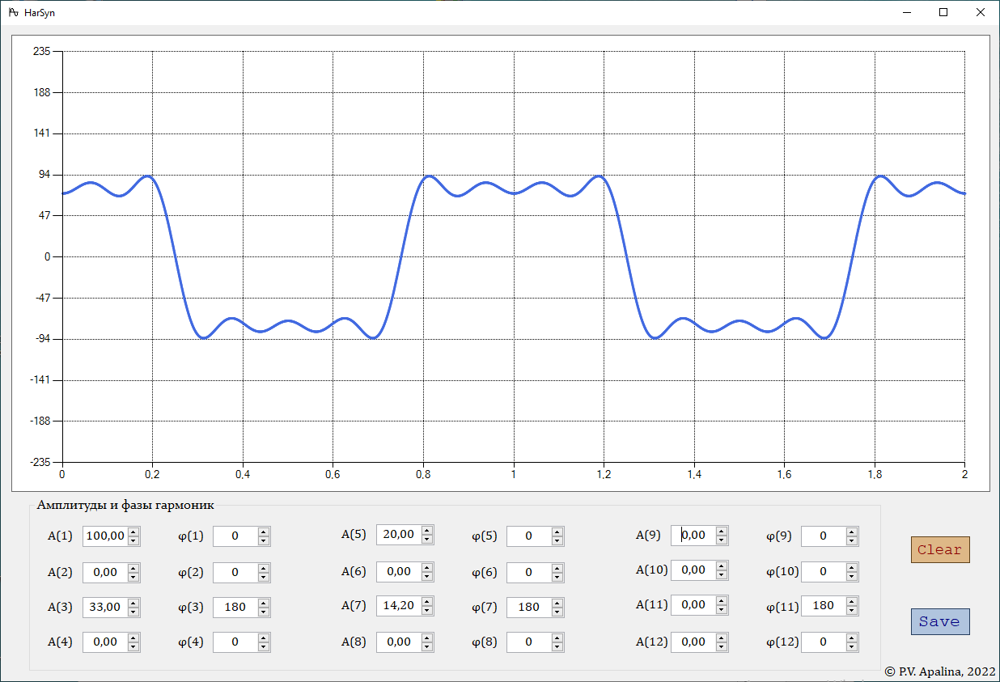 HarSyn
235
188
141
94
47
0
-47
-94
-141
-188
-235
0 0,2 0,4 0,6 0,8 1 1,2 1,4 1,6 1,8 2
Амплитуды и фазы гармоник
A(1) 100,00 φ(1) 0 A(5) 20,00 φ(5) 0 A(9) 0,00 φ(9) 0
A(2) 0,00 φ(2) 0 A(6) 0,00 φ(6) 0 A(10) 0,00 φ(10) 0
A(3) 33,00 φ(3) 180 A(7) 14,20 φ(7) 180 A(11) 0,00 φ(11) 180
A(4) 0,00 φ(4) 0 A(8) 0,00 φ(8) 0 A(12) 0,00 φ(12) 0
Clear
Save
© P.V. Apalina, 2022